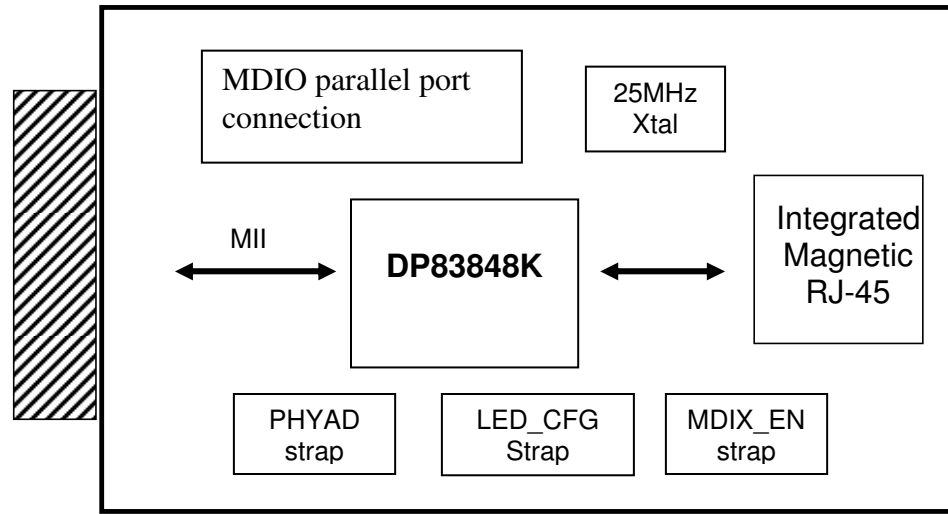 MDIO parallel port
connection
25MHz
Xtal
MII
DP83848K
Integrated
Magnetic
RJ-45
PHYAD
strap
LED_CFG
Strap
MDIX_EN
strap